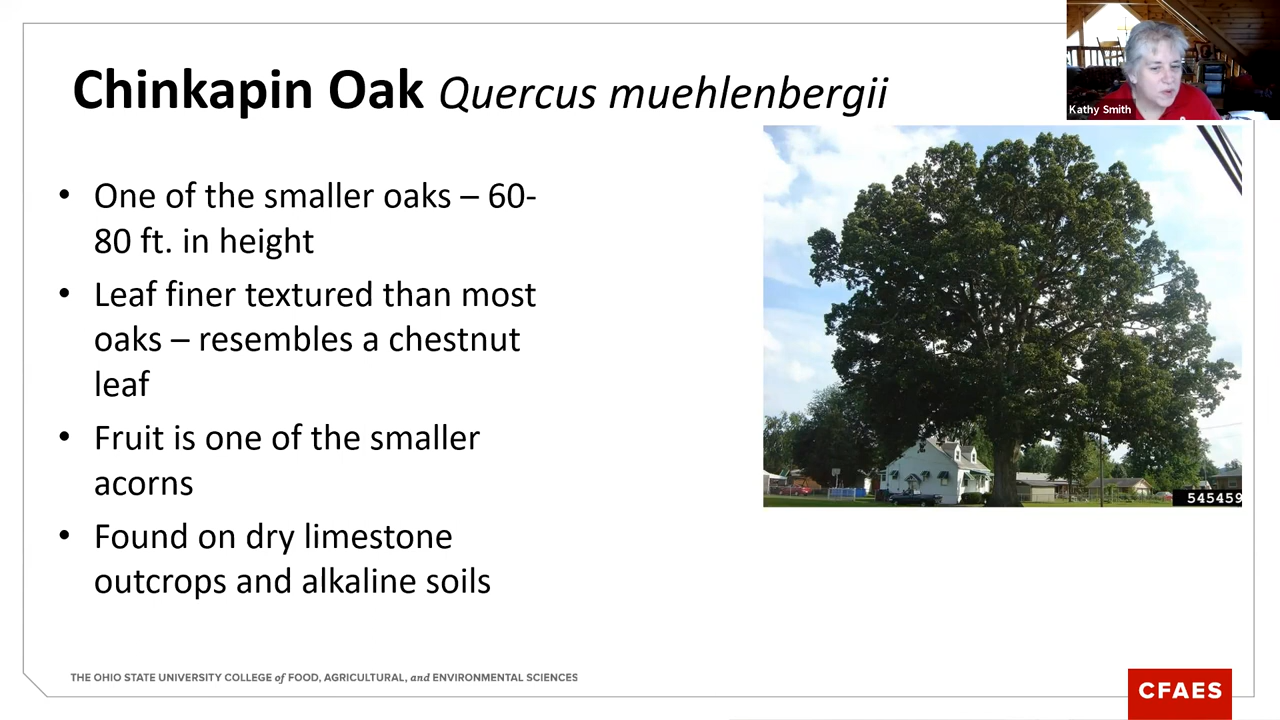 Chinkapin Oak Quercus muehlenbergii
Kathy Smith
• One of the smaller oaks – 60-
80 ft. in height
• Leaf finer textured than most
oaks – resembles a chestnut
leaf
• Fruit is one of the smaller
acorns
• Found on dry limestone
outcrops and alkaline soils
545459
THE OHIO STATE UNIVERSITY COLLEGE of FOOD, AGRICULTURAL, and ENVIRONMENTAL SCIENCES
CFAES